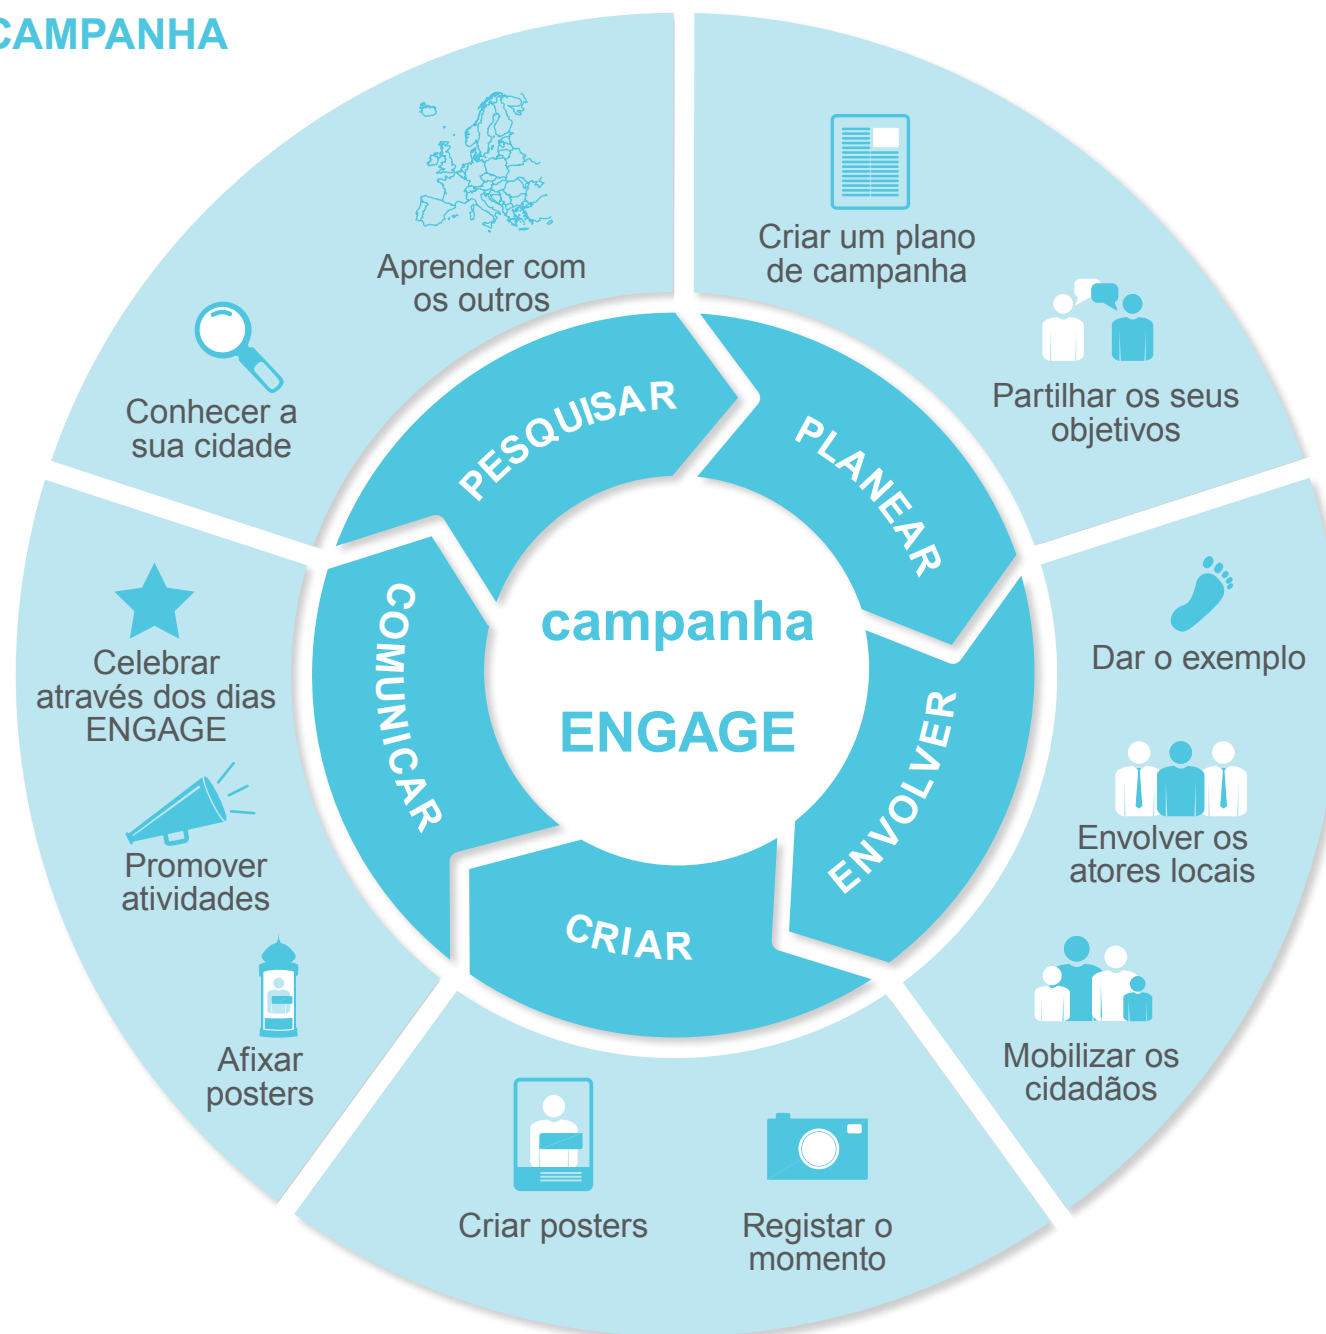 CAMPANHA
Aprender com
os outros
Conhecer a
sua cidade
Criar um plano
de campanha
Partilhar os seus
objetivos
PESQUISAR
PLANEAR
ENVOLVER
CRIAR
COMUNICAR
campanha
ENGAGE
Dar o exemplo
Envolver os
atores locais
Mobilizar os
cidadãos
Registar o
momento
Criar posters
Afixar
posters
Promover
atividades
Celebrar
através dos dias
ENGAGE